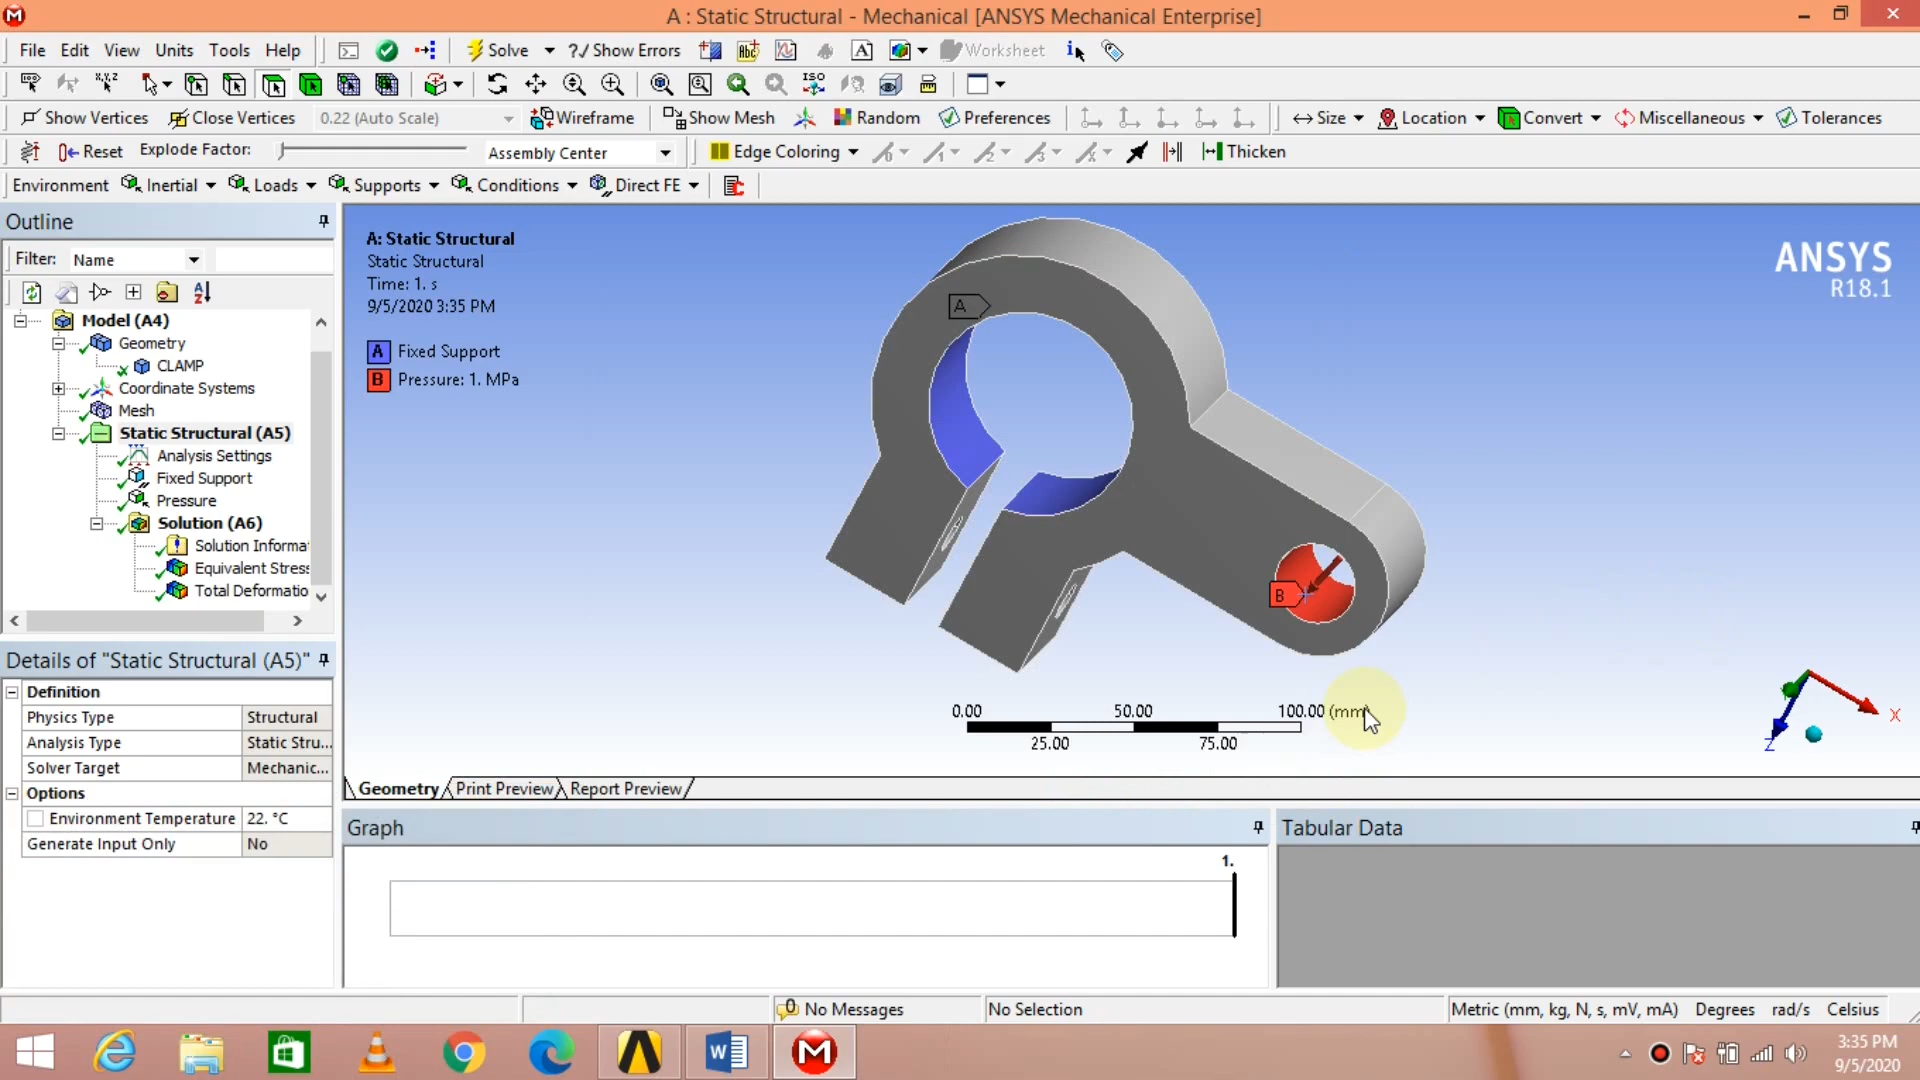 A : Static Structural - Mechanical [ANSYS Mechanical Enterprise]
File Edit View Units Tools Help Solve ?/ Show Errors Worksheet
Show Vertices Close Vertices 0.22 (Auto Scale) Wireframe Show Mesh Random Preferences Size Location Convert Miscellaneous Tolerances
Reset Explode Factor: Assembly Center Edge Coloring Thicken
Environment Inertial Loads Supports Conditions Direct FE
Outline
Filter: Name
Model (A4)
Geometry
CLAMP
Coordinate Systems
Mesh
Static Structural (A5)
Analysis Settings
Fixed Support
Pressure
Solution (A6)
Solution Informa
Equivalent Stress
Total Deformatio
Details of "Static Structural (A5)"
Definition
Physics Type Structural
Analysis Type Static Stru...
Solver Target Mechanic...
Options
Environment Temperature 22. °C
Generate Input Only No
A: Static Structural
Static Structural
Time: 1. s
9/5/2020 3:35 PM
A Fixed Support
B Pressure: 1. MPa
ANSYS
R18.1
A
B
0.00 50.00 100.00 (mm)
25.00 75.00
X
Z
Geometry Print Preview Report Preview
Graph
1.
Tabular Data
No Messages No Selection Metric (mm, kg, N, s, mV, mA) Degrees rad/s Celsius
3:35 PM
9/5/2020